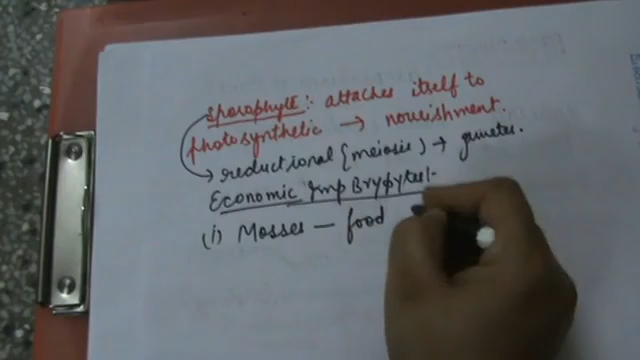 sporophyte:- attaches itself to
photosynthetic → nourishment.
→ reductional (meiosis) → gametes.
Economic Imp Bryophytes:-
(i) Mosses — food